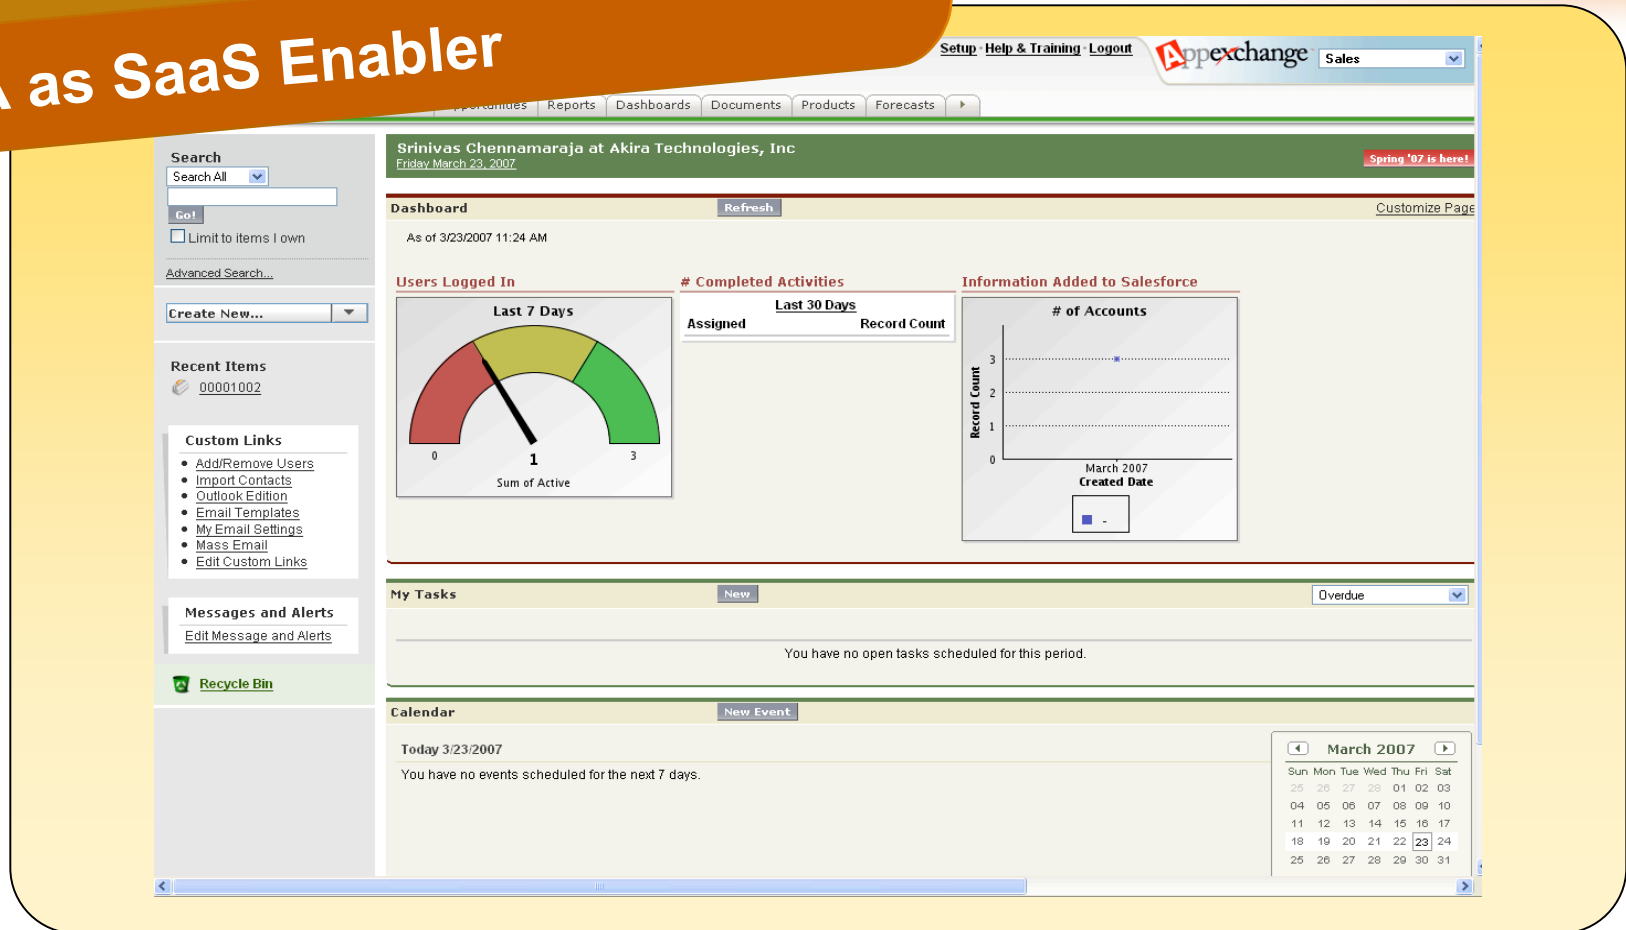 as SaaS Enabler
Setup · Help & Training · Logout
Appexchange
Sales
Opportunities Reports Dashboards Documents Products Forecasts
Search
Search All
Go!
Limit to items I own
Advanced Search...
Create New...
Recent Items
00001002
Custom Links
Add/Remove Users
Import Contacts
Outlook Edition
Email Templates
My Email Settings
Mass Email
Edit Custom Links
Messages and Alerts
Edit Message and Alerts
Recycle Bin
Srinivas Chennamaraja at Akira Technologies, Inc
Friday March 23, 2007
Spring '07 is here!
Dashboard Refresh Customize Page
As of 3/23/2007 11:24 AM
Users Logged In
Last 7 Days
0 1 3
Sum of Active
# Completed Activities
Last 30 Days
Assigned Record Count
Information Added to Salesforce
# of Accounts
Record Count
3
2
1
0
March 2007
Created Date
-
My Tasks New Overdue
You have no open tasks scheduled for this period.
Calendar New Event
Today 3/23/2007
You have no events scheduled for the next 7 days.
March 2007
Sun Mon Tue Wed Thu Fri Sat
25 26 27 28 01 02 03
04 05 06 07 08 09 10
11 12 13 14 15 16 17
18 19 20 21 22 23 24
25 26 27 28 29 30 31